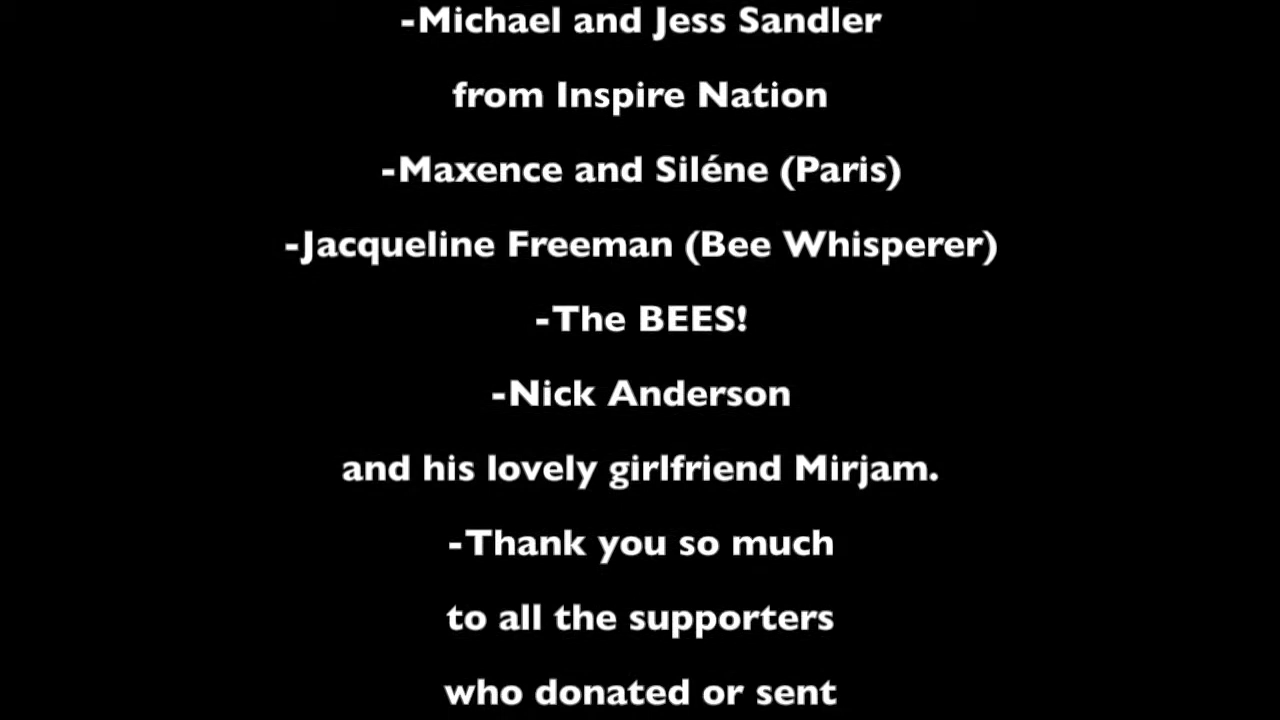 -Michael and Jess Sandler
from Inspire Nation
-Maxence and Siléne (Paris)
-Jacqueline Freeman (Bee Whisperer)
-The BEES!
-Nick Anderson
and his lovely girlfriend Mirjam.
-Thank you so much
to all the supporters
who donated or sent